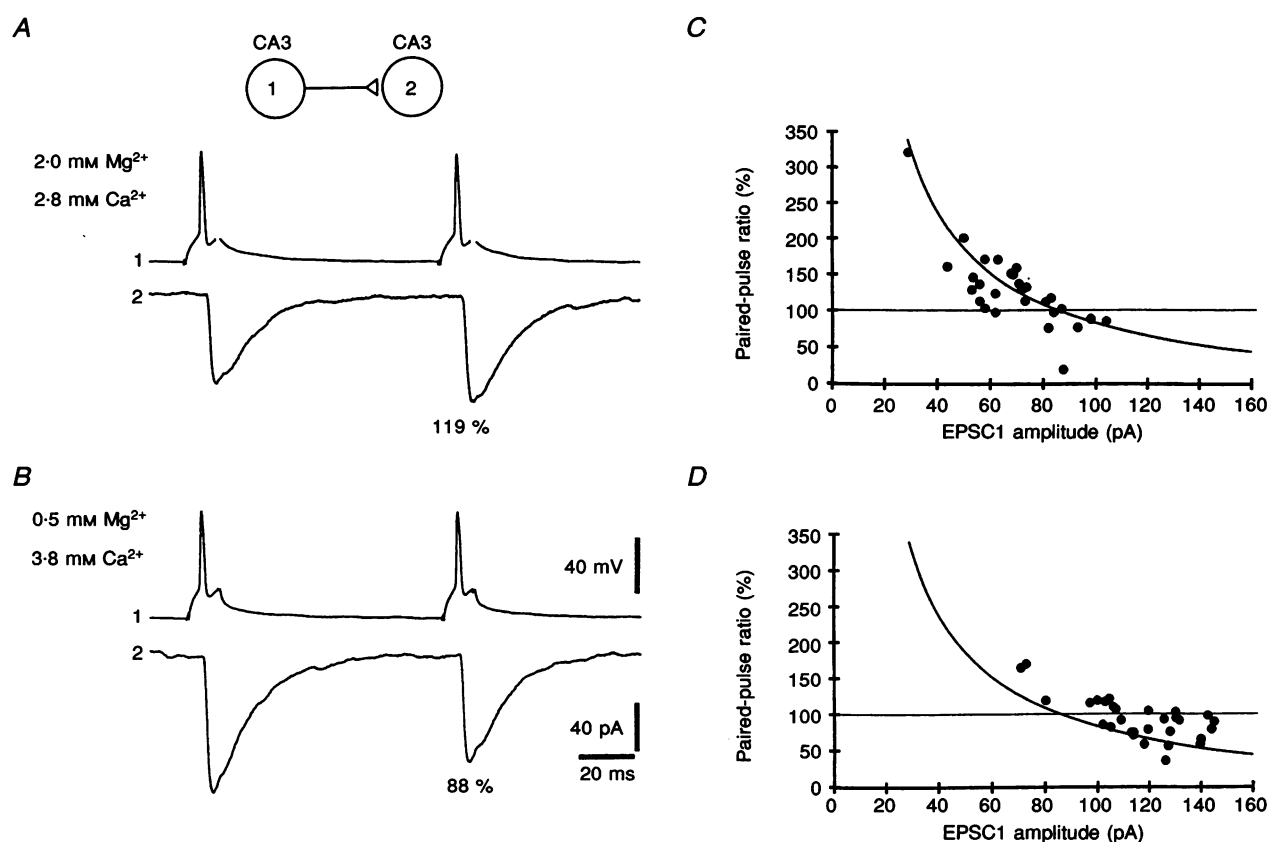 A
CA3 CA3
1 2
2·0 mM Mg²⁺
2·8 mM Ca²⁺
1
2
119 %
B
0·5 mM Mg²⁺
3·8 mM Ca²⁺
40 mV
1
2
40 pA
20 ms
88 %
C
Paired-pulse ratio (%)
350
300
250
200
150
100
50
0
0 20 40 60 80 100 120 140 160
EPSC1 amplitude (pA)
D
Paired-pulse ratio (%)
350
300
250
200
150
100
50
0
0 20 40 60 80 100 120 140 160
EPSC1 amplitude (pA)